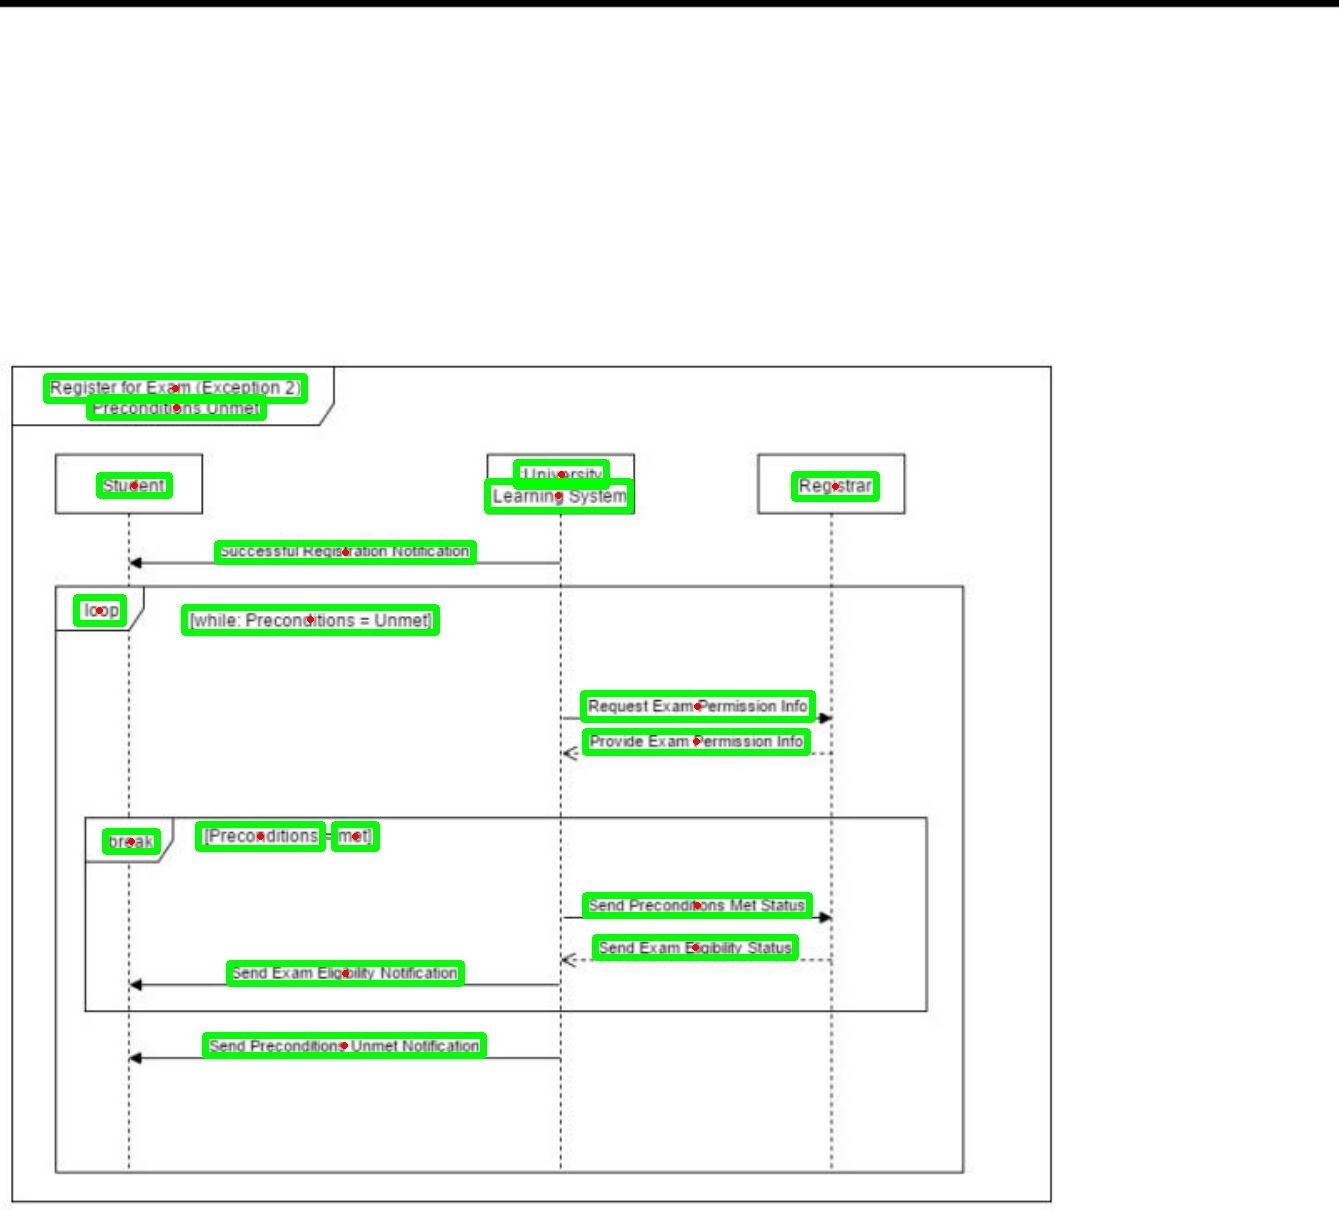 Register for Exam (Exception 2)
Preconditions Unmet
Student
:University
Learning System
Registrar
Successful Registration Notification
loop
[while: Preconditions = Unmet]
Request Exam Permission Info
Provide Exam Permission Info
break
[Preconditions = met]
Send Preconditions Met Status
Send Exam Eligibility Status
Send Exam Eligibility Notification
Send Preconditions Unmet Notification